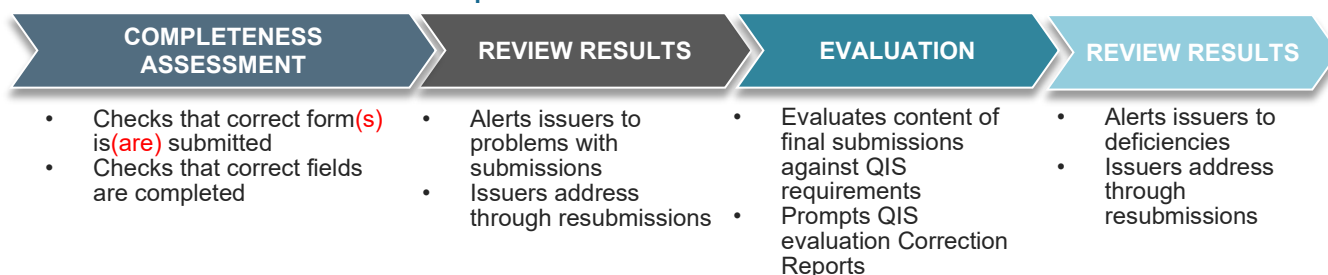 COMPLETENESS
ASSESSMENT
REVIEW RESULTS
EVALUATION
REVIEW RESULTS
• Checks that correct form(s)
is(are) submitted
• Checks that correct fields
are completed
• Alerts issuers to
problems with
submissions
• Issuers address
through resubmissions
• Evaluates content of
final submissions
against QIS
requirements
• Prompts QIS
evaluation Correction
Reports
• Alerts issuers to
deficiencies
• Issuers address
through
resubmissions